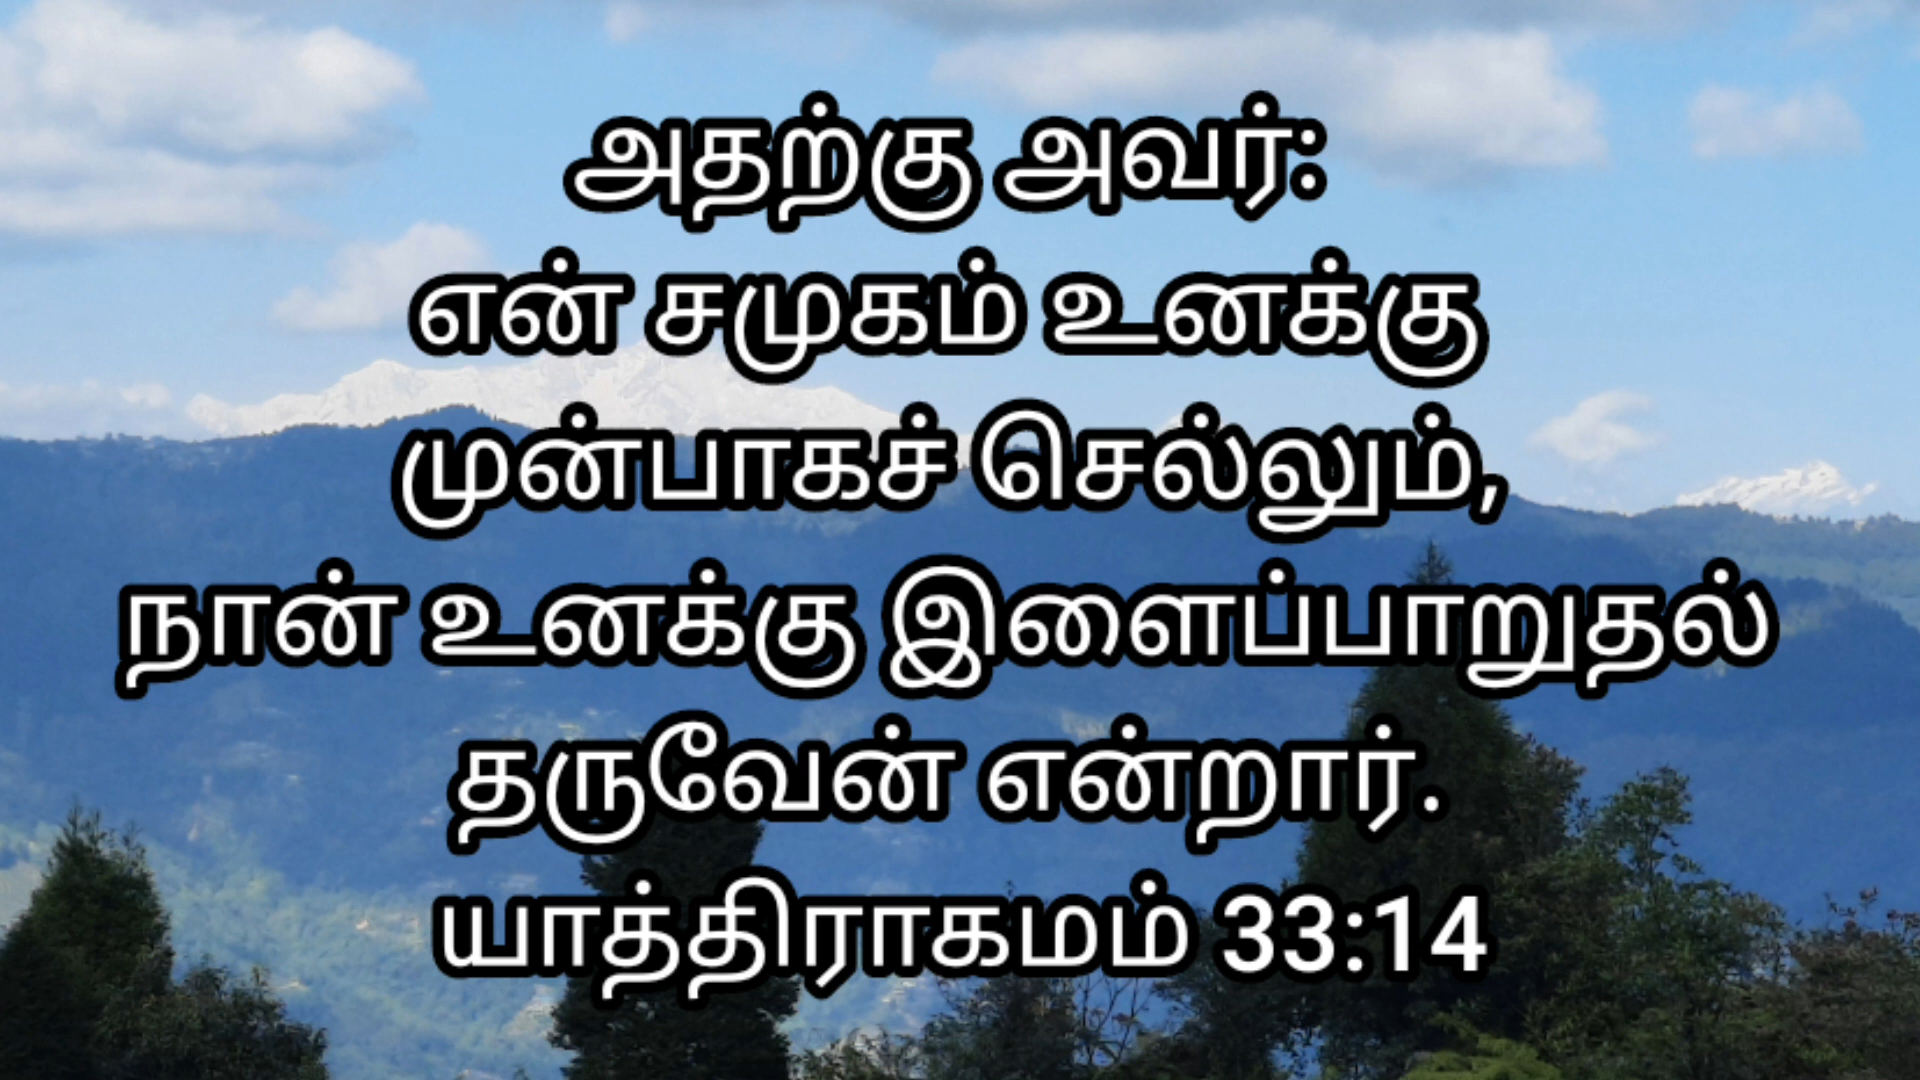 அதற்கு அவர்:
என் சமுகம் உனக்கு
முன்பாகச் செல்லும்,
நான் உனக்கு இளைப்பாறுதல்
தருவேன் என்றார்.
யாத்திராகமம் 33:14